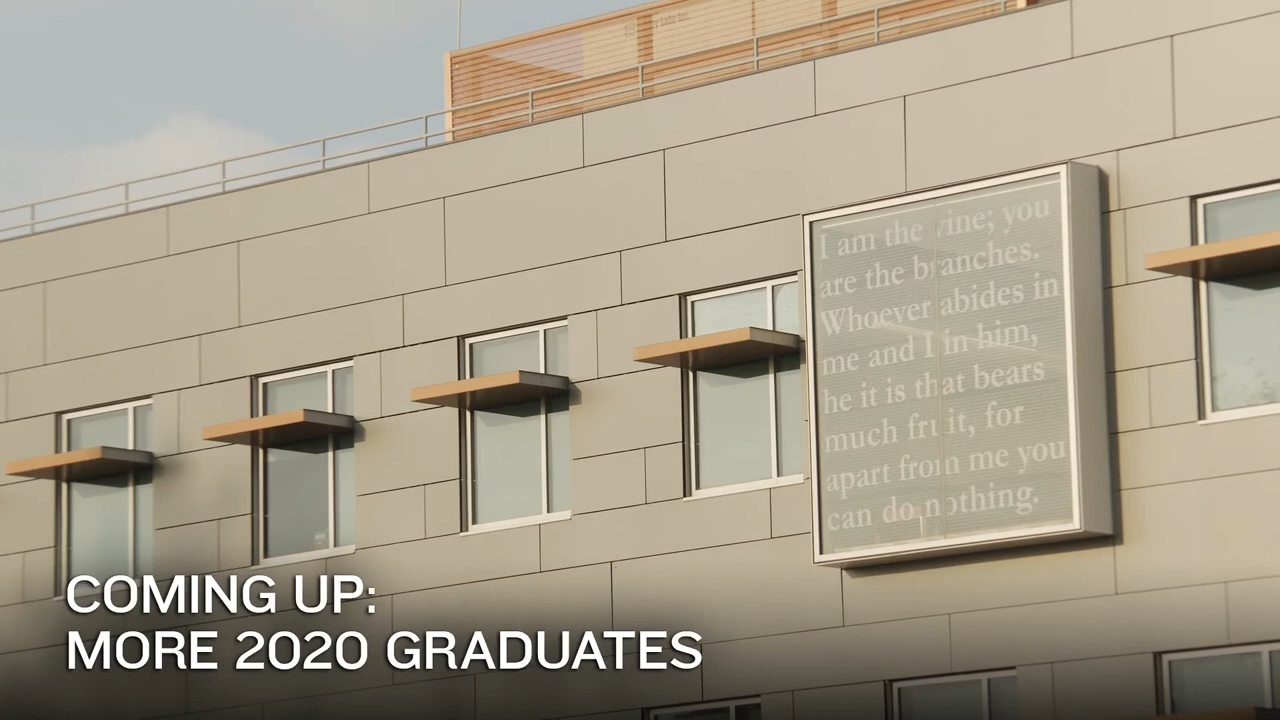 I am the vine; you
are the branches.
Whoever abides in
me and I in him,
he it is that bears
much fruit, for
apart from me you
can do nothing.
COMING UP:
MORE 2020 GRADUATES